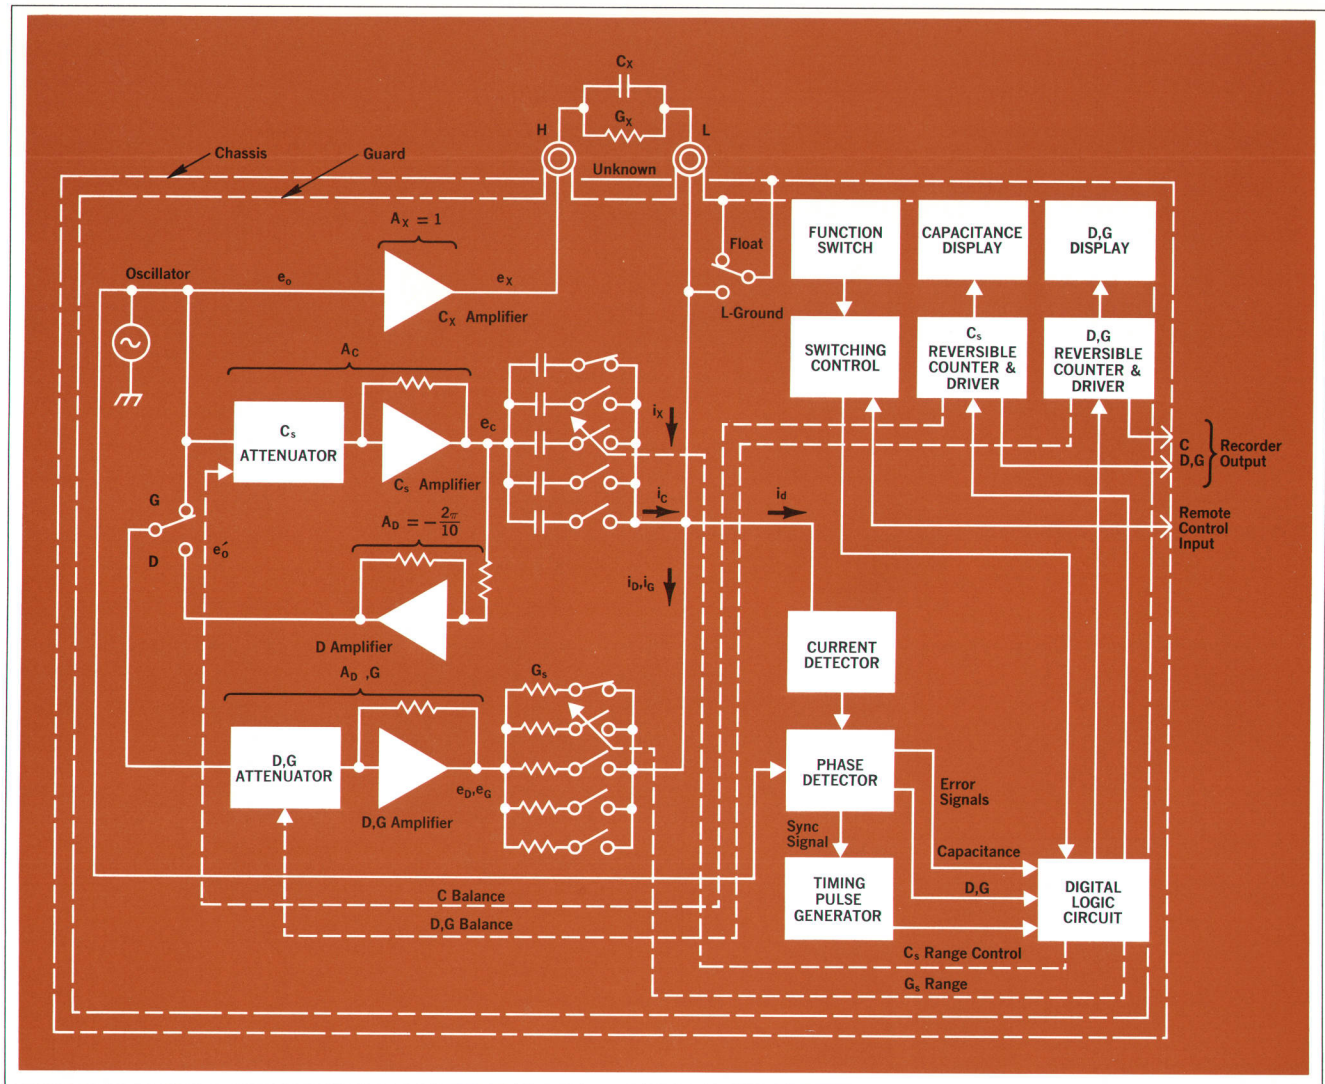 Cx
Gx
H
L
Chassis
Guard
Unknown
Ax = 1
Float
FUNCTION
SWITCH
CAPACITANCE
DISPLAY
D,G
DISPLAY
Oscillator
eo
ex
Cx Amplifier
L-Ground
SWITCHING
CONTROL
Cs
REVERSIBLE
COUNTER &
DRIVER
D,G
REVERSIBLE
COUNTER &
DRIVER
AC
Cs
ATTENUATOR
ec
Cs Amplifier
ix
C
D,G
Recorder
Output
iC
id
G
D
e'o
AD = -2π/10
Remote
Control
Input
iD,iG
D Amplifier
CURRENT
DETECTOR
AD ,G
Gs
D,G
ATTENUATOR
eD,eG
D,G Amplifier
PHASE
DETECTOR
Error
Signals
Sync
Signal
Capacitance
D,G
TIMING
PULSE
GENERATOR
DIGITAL
LOGIC
CIRCUIT
C Balance
D,G Balance
Cs Range Control
Gs Range